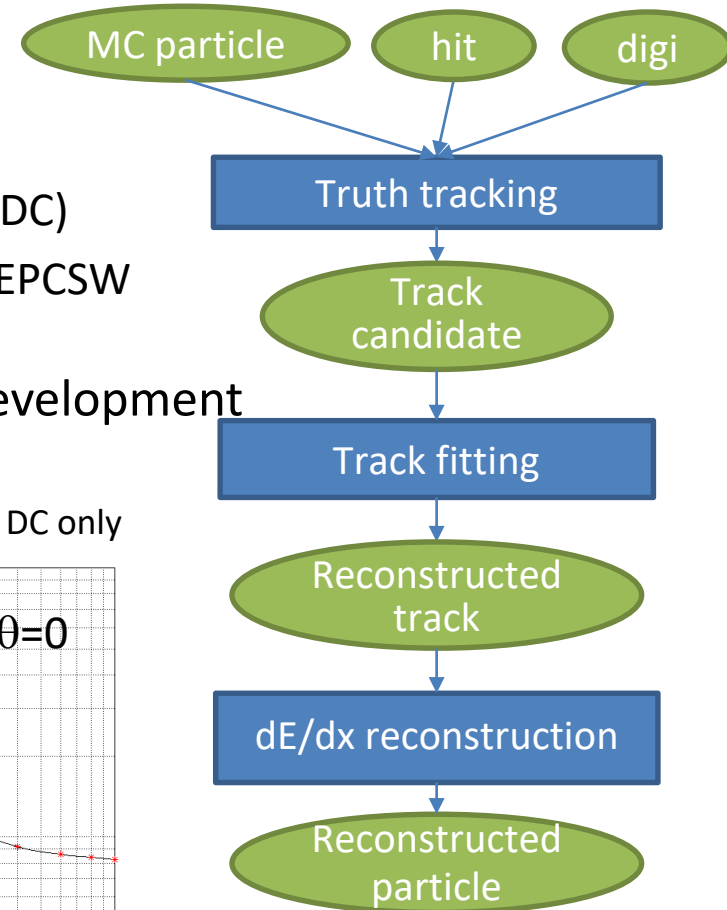 MC particle
hit
digi
DC)
EPCSW
evelopment
DC only
θ=0
Truth tracking
Track
candidate
Track fitting
Reconstructed
track
dE/dx reconstruction
Reconstructed
particle